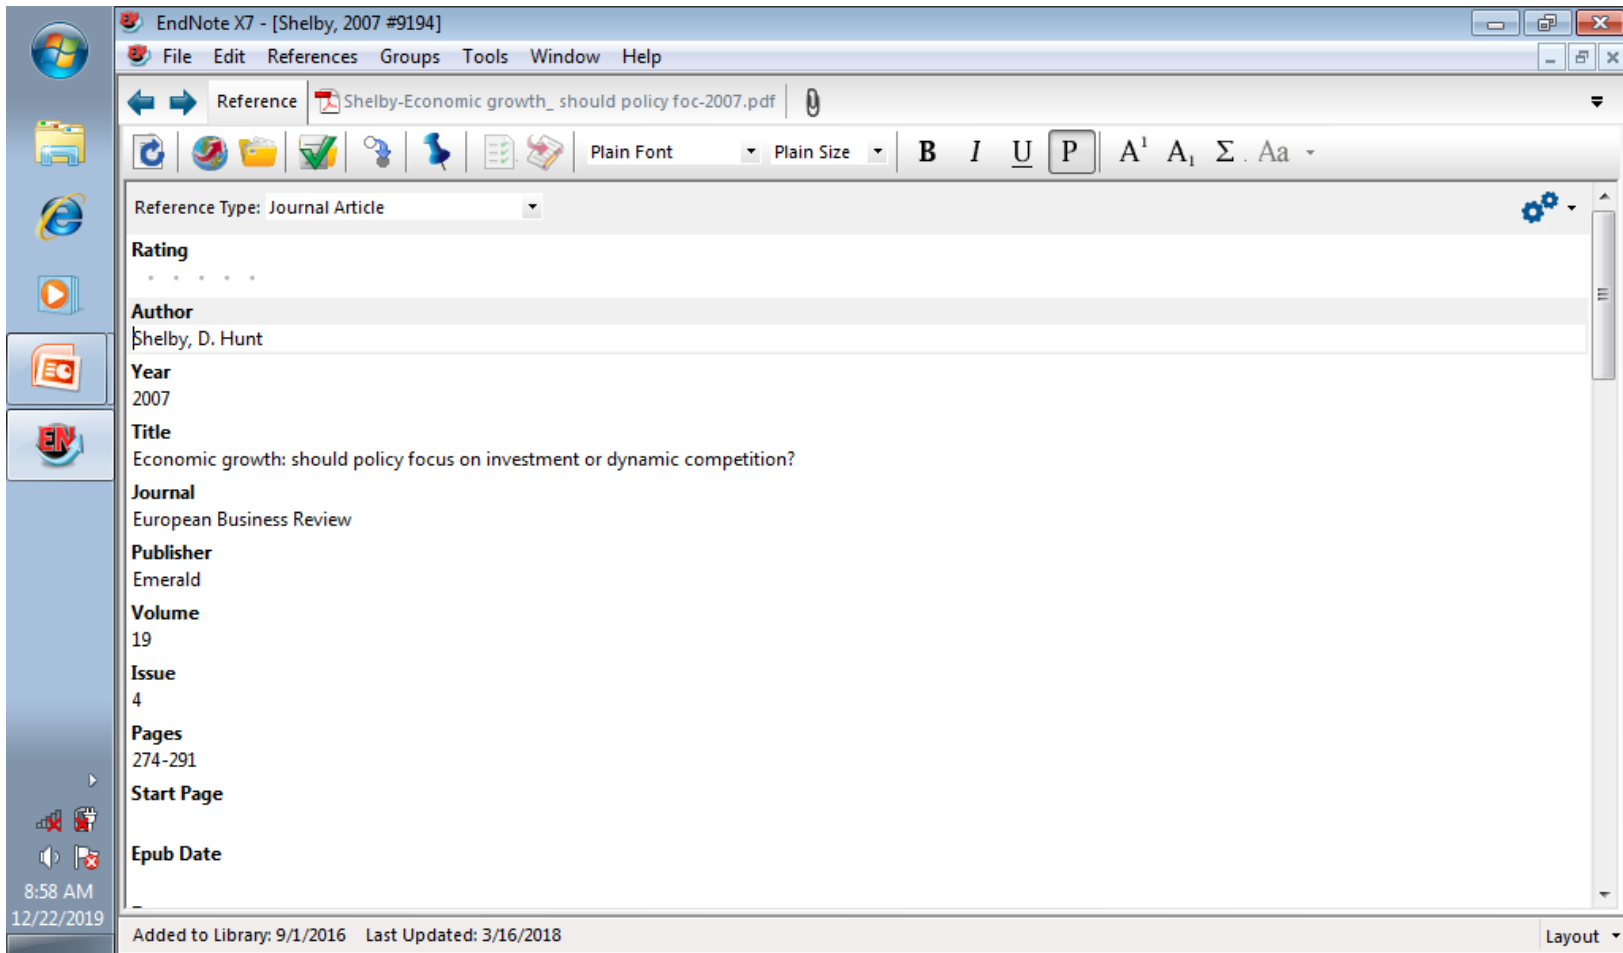 EndNote X7 - [Shelby, 2007 #9194]
File Edit References Groups Tools Window Help
Reference Shelby-Economic growth_ should policy foc-2007.pdf
Plain Font Plain Size B I U P A1 A1 Σ Aa
Reference Type: Journal Article
Rating
Author
Shelby, D. Hunt
Year
2007
Title
Economic growth: should policy focus on investment or dynamic competition?
Journal
European Business Review
Publisher
Emerald
Volume
19
Issue
4
Pages
274-291
Start Page
Epub Date
Added to Library: 9/1/2016 Last Updated: 3/16/2018
Layout
EN
8:58 AM
12/22/2019